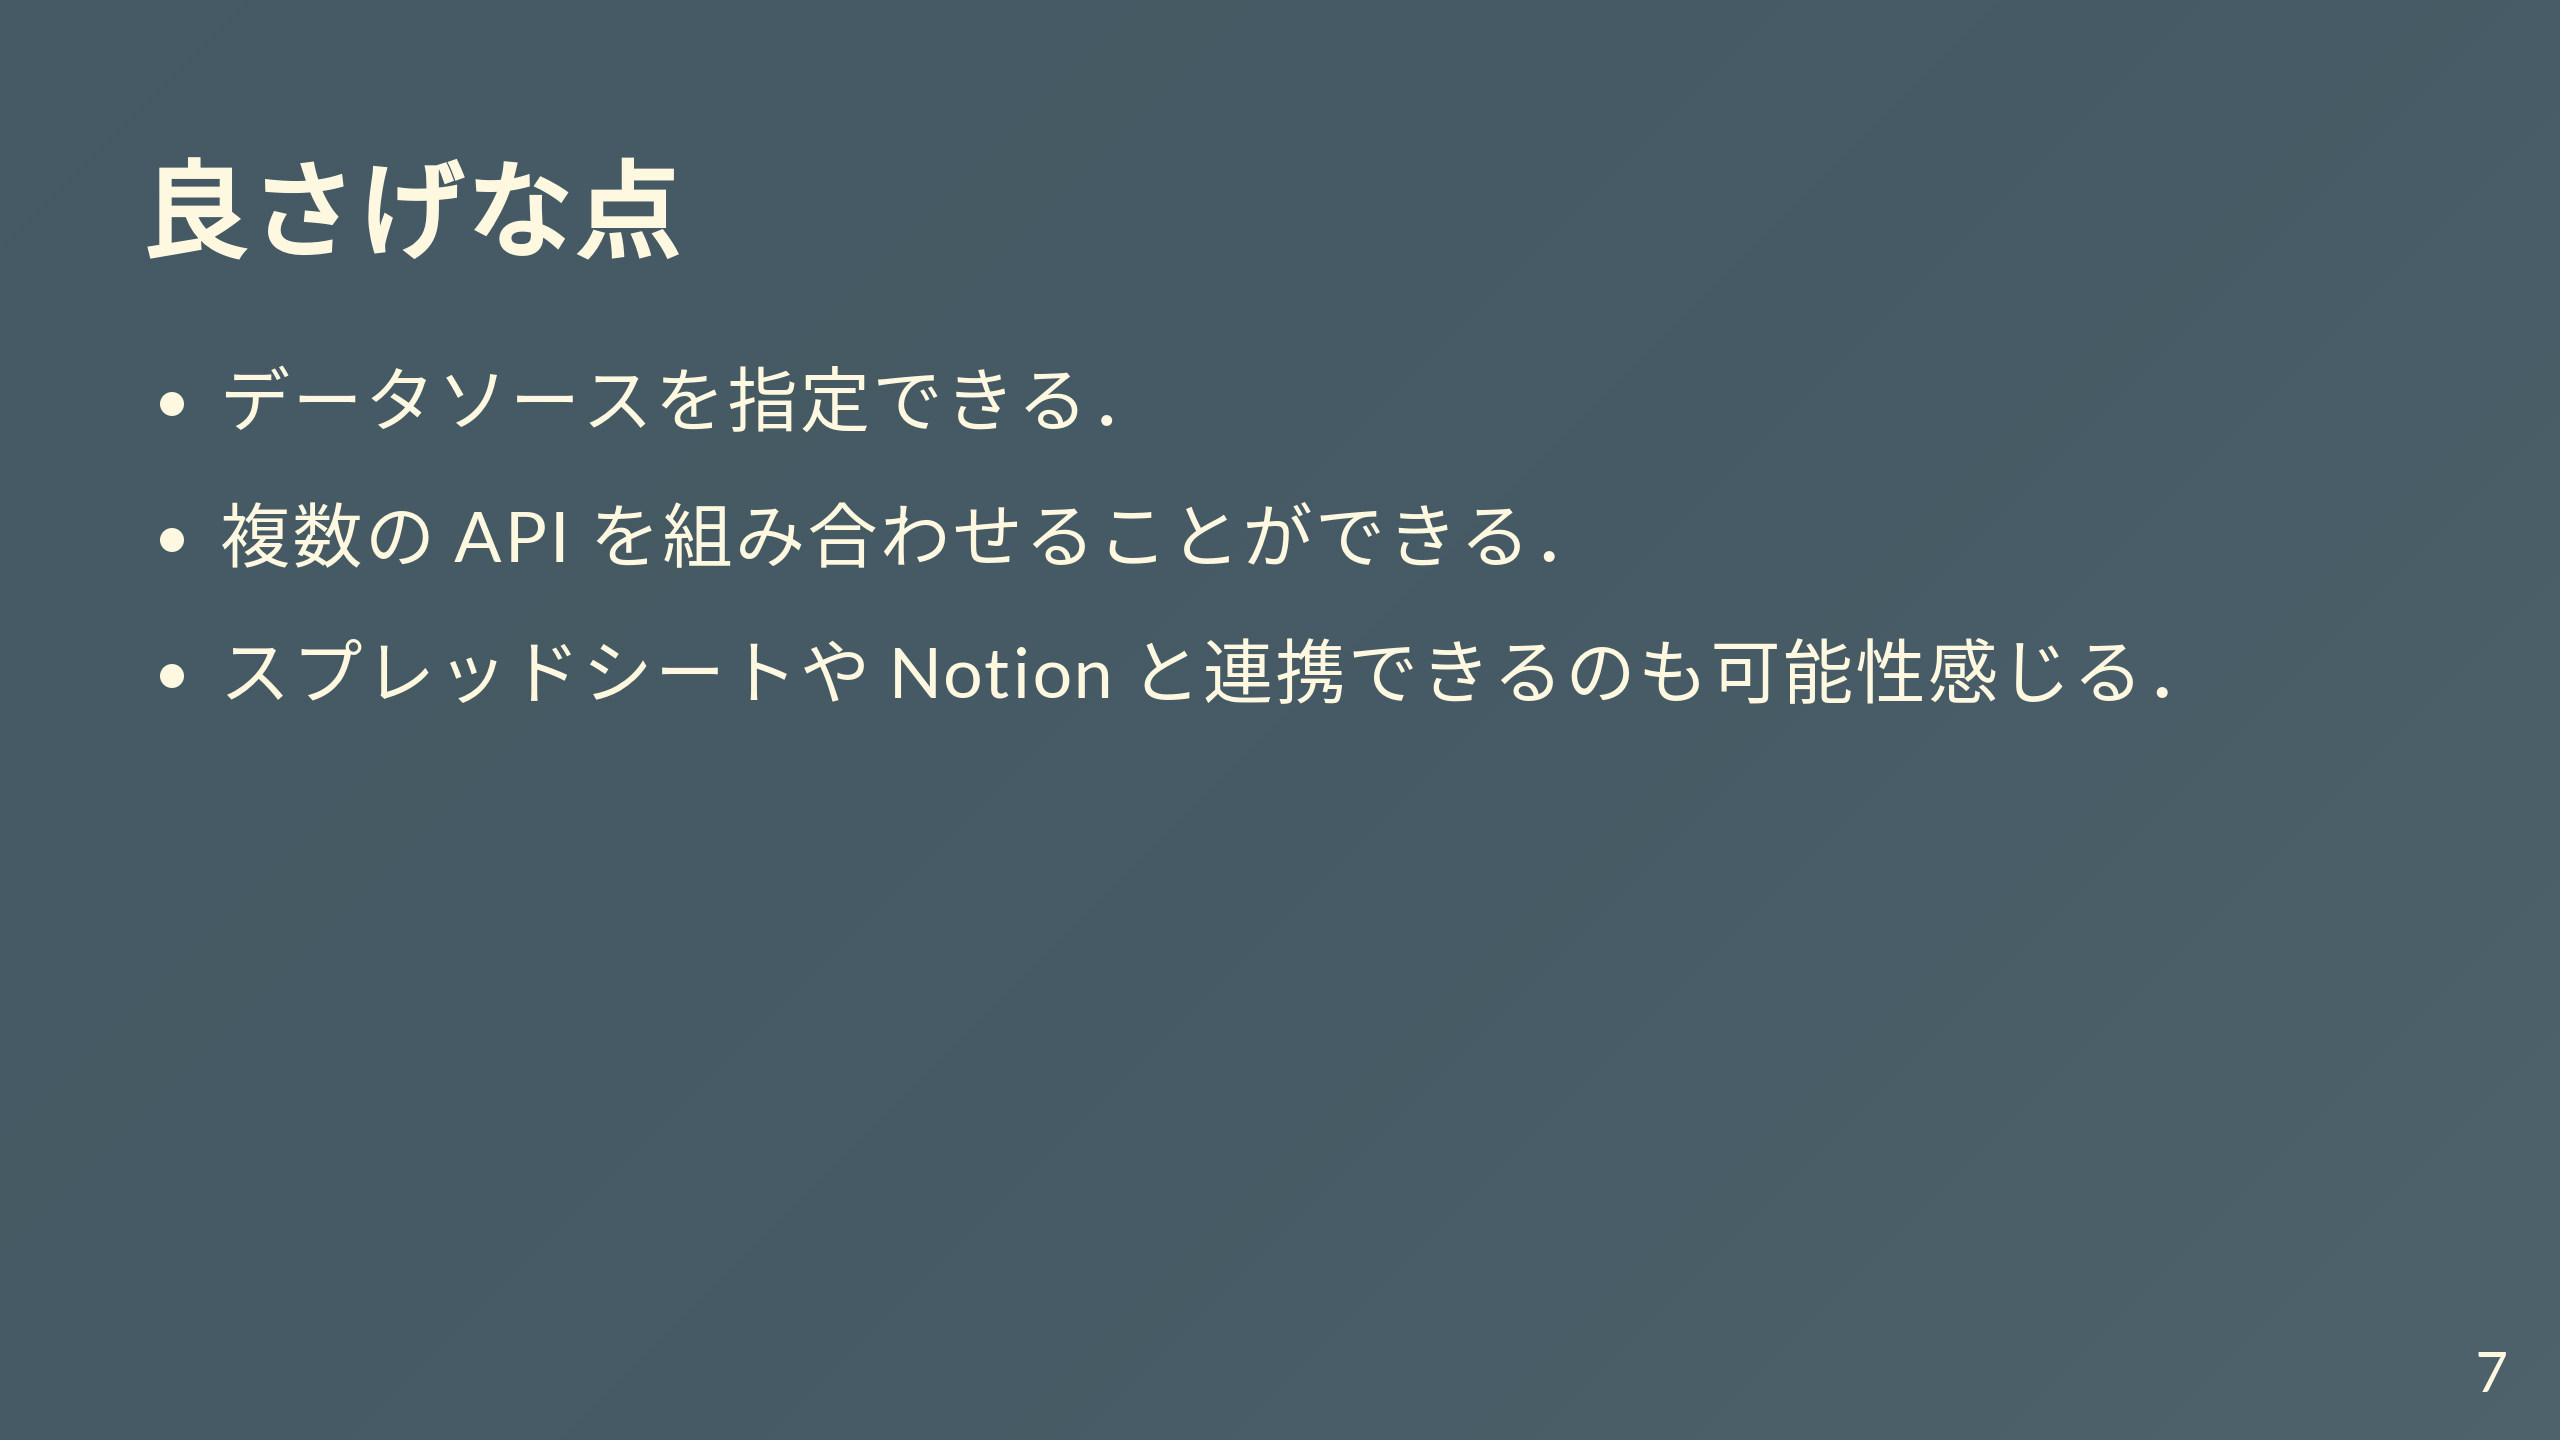 良さげな点
• データソースを指定できる．
• 複数の API を組み合わせることができる．
• スプレッドシートや Notion と連携できるのも可能性感じる．
7